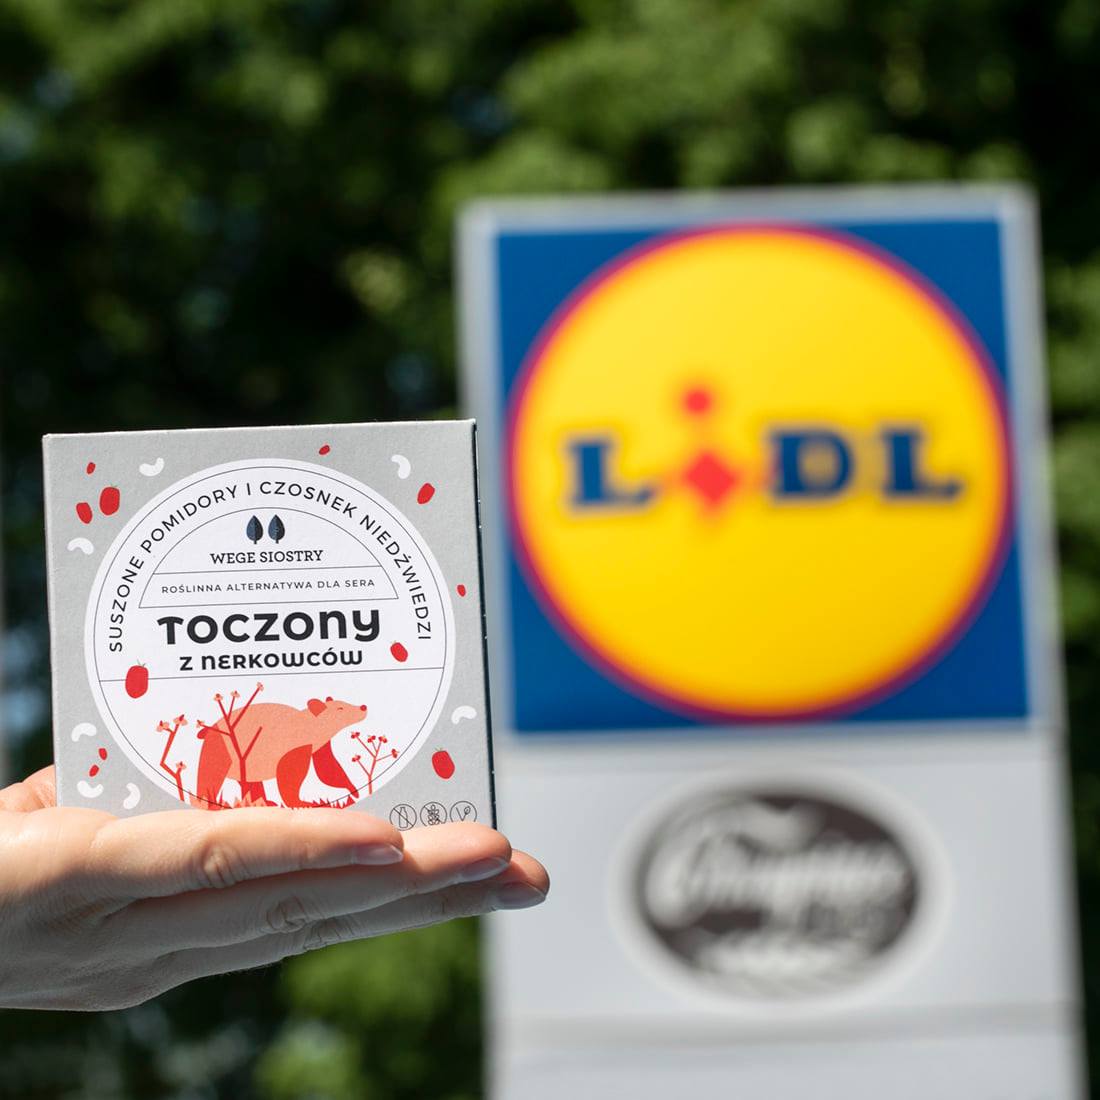 SUSZONE POMIDORY I CZOSNEK NIEDŹWIEDZI
WEGE SIOSTRY
ROŚLINNA ALTERNATYWA DLA SERA
TOCZONY
Z NERKOWCÓW
LiDL